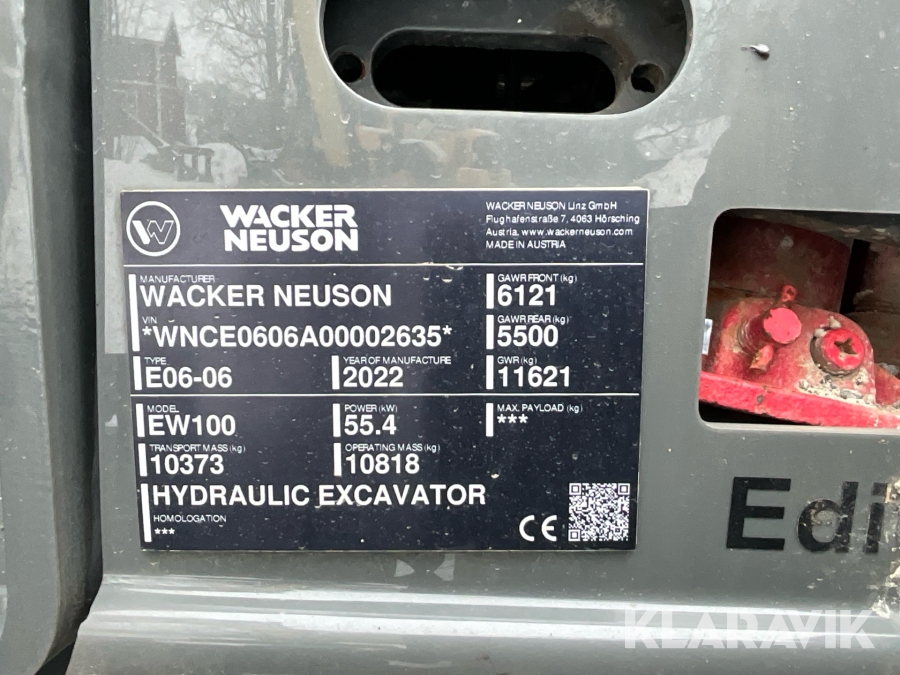 WACKER
NEUSON
WACKER NEUSON Linz GmbH
Flughafenstraße 7, 4063 Hörsching
Austria, www.wackerneuson.com
MADE IN AUSTRIA
MANUFACTURER
WACKER NEUSON
VIN
*WNCE0606A00002635*
TYPE
E06-06
YEAR OF MANUFACTURE
2022
GAWR FRONT (kg)
6121
GAWR REAR (kg)
5500
GWR (kg)
11621
MODEL
EW100
POWER (kW)
55.4
MAX. PAYLOAD (kg)
***
TRANSPORT MASS (kg)
10373
OPERATING MASS (kg)
10818
HYDRAULIC EXCAVATOR
HOMOLOGATION
***
CE
Edi
KLARAVIK